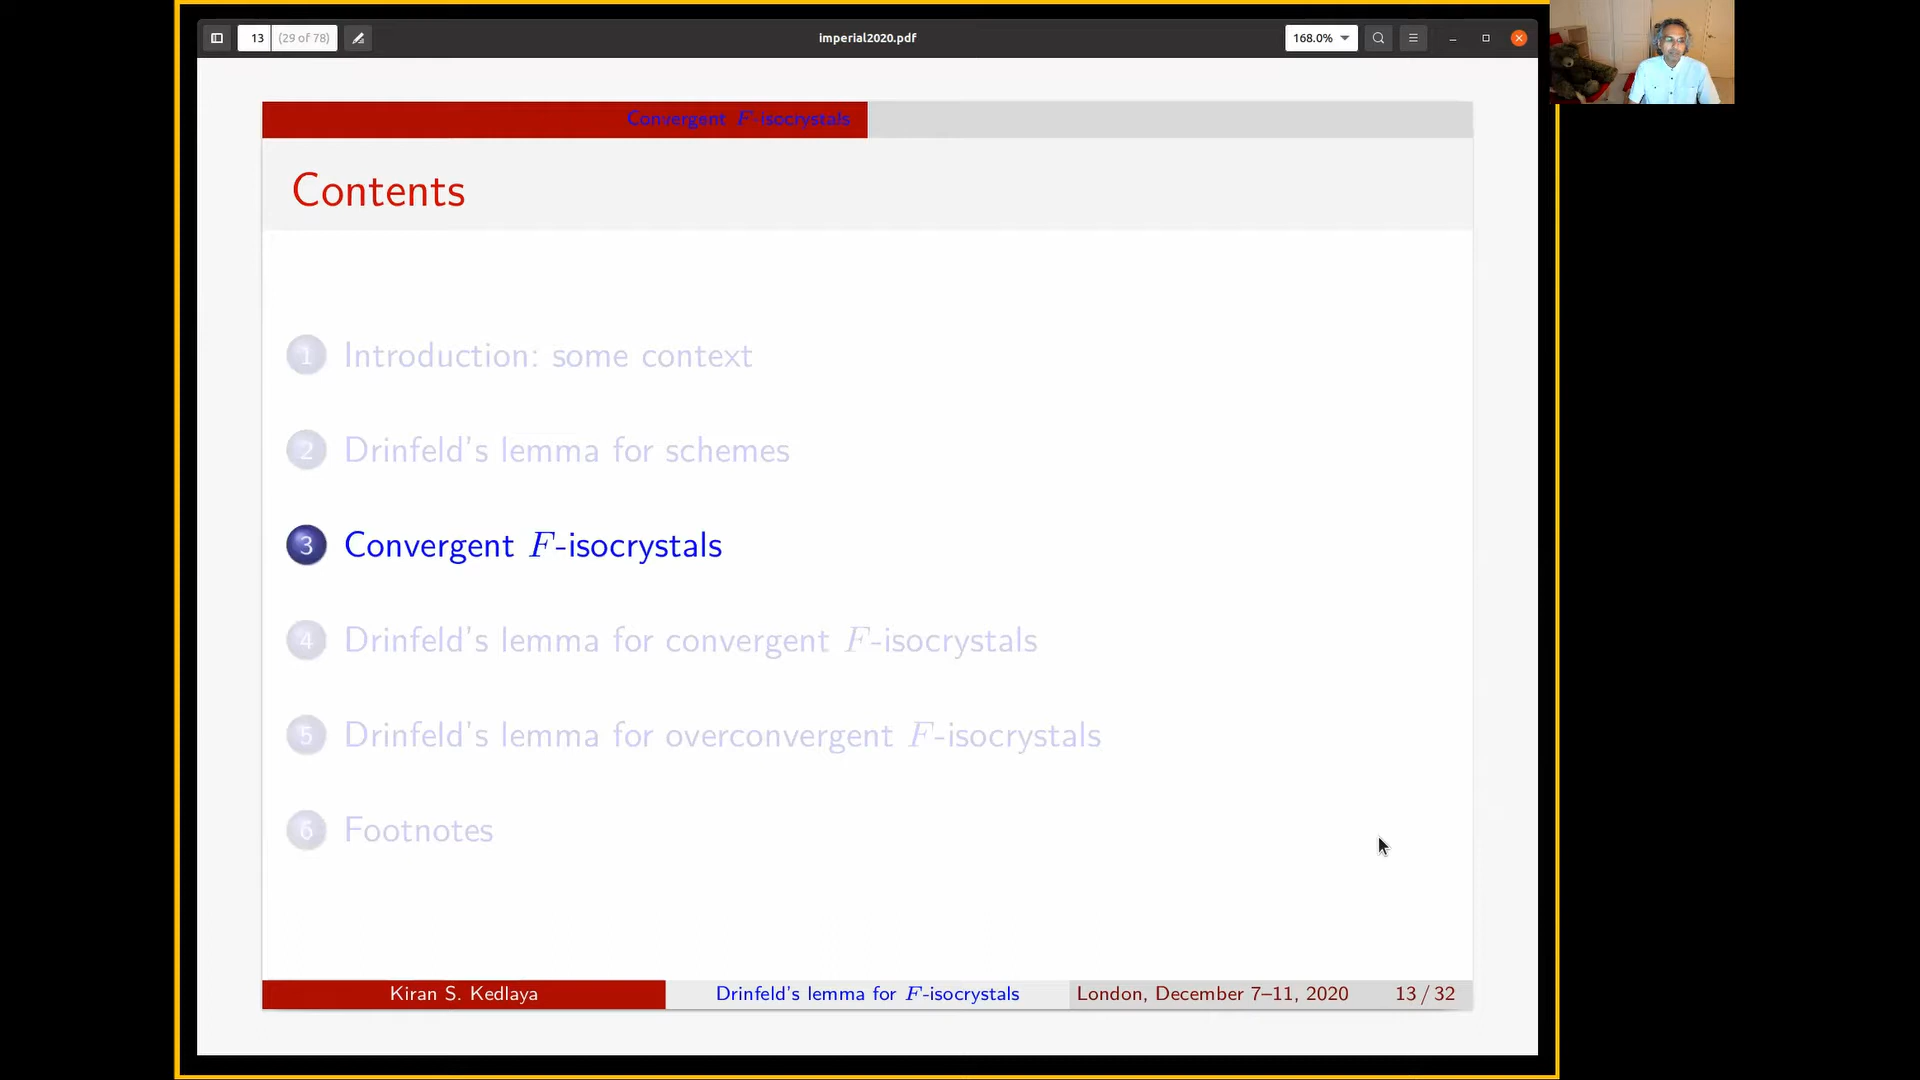 13 (29 of 78) imperial2020.pdf 168.0%
Convergent F-isocrystals
Contents
1 Introduction: some context
2 Drinfeld's lemma for schemes
3 Convergent F-isocrystals
4 Drinfeld's lemma for convergent F-isocrystals
5 Drinfeld's lemma for overconvergent F-isocrystals
6 Footnotes
Kiran S. Kedlaya Drinfeld's lemma for F-isocrystals London, December 7–11, 2020 13 / 32